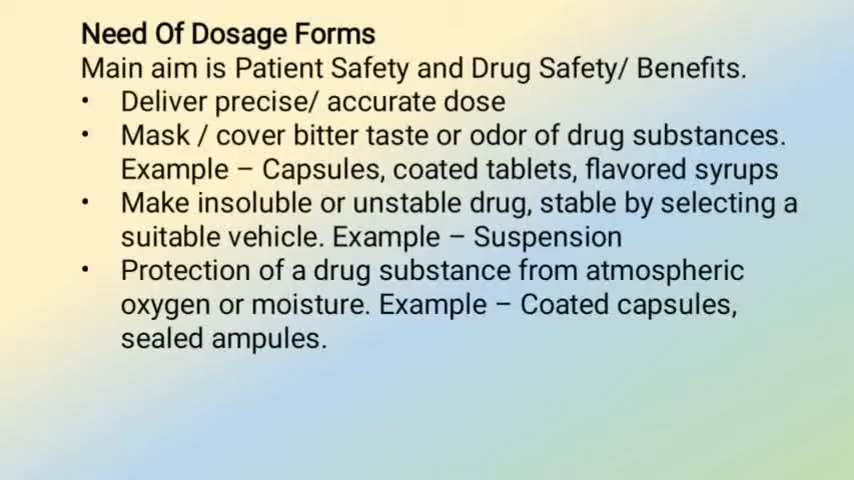 Need Of Dosage Forms
Main aim is Patient Safety and Drug Safety/ Benefits.
• Deliver precise/ accurate dose
• Mask / cover bitter taste or odor of drug substances.
Example – Capsules, coated tablets, flavored syrups
• Make insoluble or unstable drug, stable by selecting a
suitable vehicle. Example – Suspension
• Protection of a drug substance from atmospheric
oxygen or moisture. Example – Coated capsules,
sealed ampules.